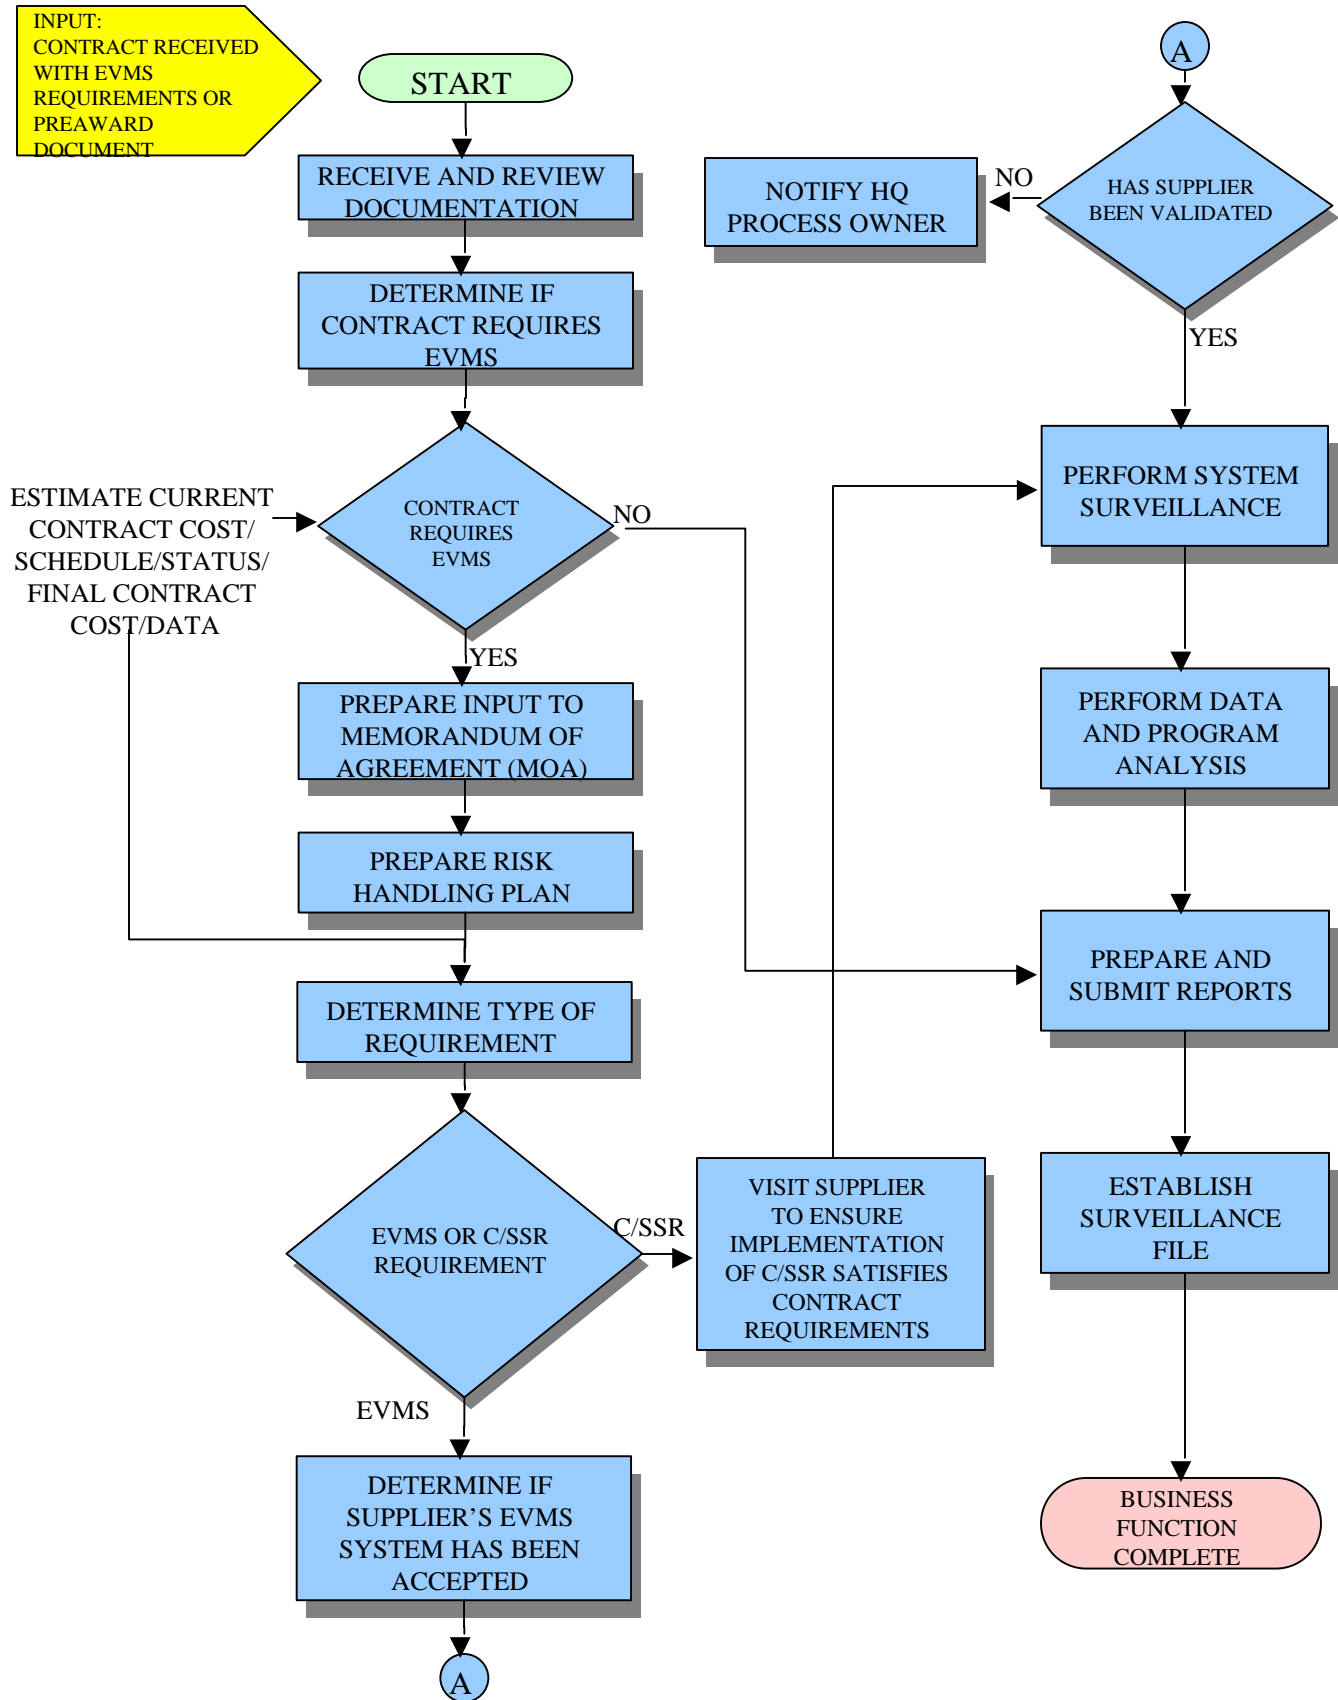 INPUT:
CONTRACT RECEIVED
WITH EVMS
REQUIREMENTS OR
PREAWARD
DOCUMENT
START
RECEIVE AND REVIEW
DOCUMENTATION
DETERMINE IF
CONTRACT REQUIRES
EVMS
ESTIMATE CURRENT
CONTRACT COST/
SCHEDULE/STATUS/
FINAL CONTRACT
COST/DATA
CONTRACT
REQUIRES
EVMS
NO
YES
PREPARE INPUT TO
MEMORANDUM OF
AGREEMENT (MOA)
PREPARE RISK
HANDLING PLAN
DETERMINE TYPE OF
REQUIREMENT
EVMS OR C/SSR
REQUIREMENT
C/SSR
VISIT SUPPLIER
TO ENSURE
IMPLEMENTATION
OF C/SSR SATISFIES
CONTRACT
REQUIREMENTS
EVMS
DETERMINE IF
SUPPLIER’S EVMS
SYSTEM HAS BEEN
ACCEPTED
A
A
HAS SUPPLIER
BEEN VALIDATED
NO
NOTIFY HQ
PROCESS OWNER
YES
PERFORM SYSTEM
SURVEILLANCE
PERFORM DATA
AND PROGRAM
ANALYSIS
PREPARE AND
SUBMIT REPORTS
ESTABLISH
SURVEILLANCE
FILE
BUSINESS
FUNCTION
COMPLETE